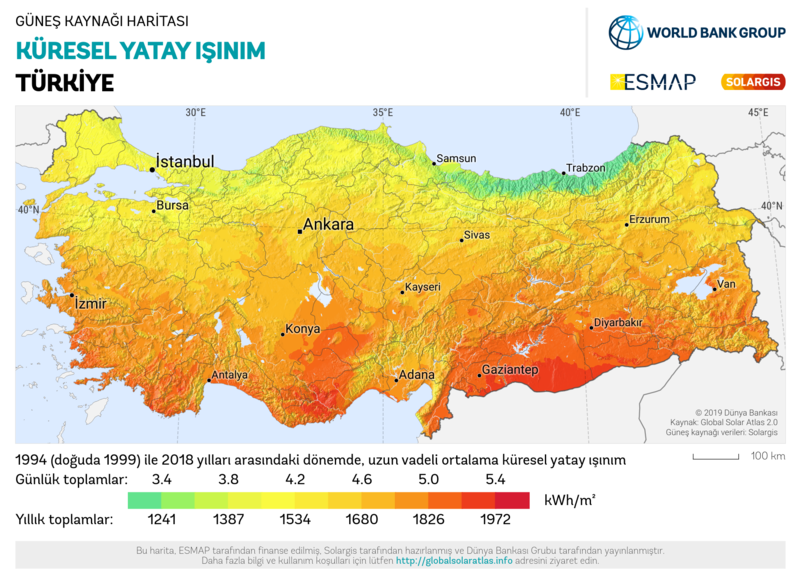 GÜNEŞ KAYNAĞI HARİTASI
KÜRESEL YATAY IŞINIM
TÜRKİYE
WORLD BANK GROUP
ESMAP
SOLARGIS
30°E 35°E 40°E 45°E
İstanbul
Samsun
Trabzon
Bursa
40°N
40°N
Ankara
Erzurum
Sivas
Kayseri
Van
İzmir
Konya
Diyarbakır
Antalya
Adana
Gaziantep
© 2019 Dünya Bankası
Kaynak: Global Solar Atlas 2.0
Güneş kaynağı verileri: Solargis
1994 (doğuda 1999) ile 2018 yılları arasındaki dönemde, uzun vadeli ortalama küresel yatay ışınım
100 km
Günlük toplamlar: 3.4 3.8 4.2 4.6 5.0 5.4
kWh/m²
Yıllık toplamlar: 1241 1387 1534 1680 1826 1972
Bu harita, ESMAP tarafından finanse edilmiş, Solargis tarafından hazırlanmış ve Dünya Bankası Grubu tarafından yayınlanmıştır.
Daha fazla bilgi ve kullanım koşulları için lütfen http://globalsolaratlas.info adresini ziyaret edin.